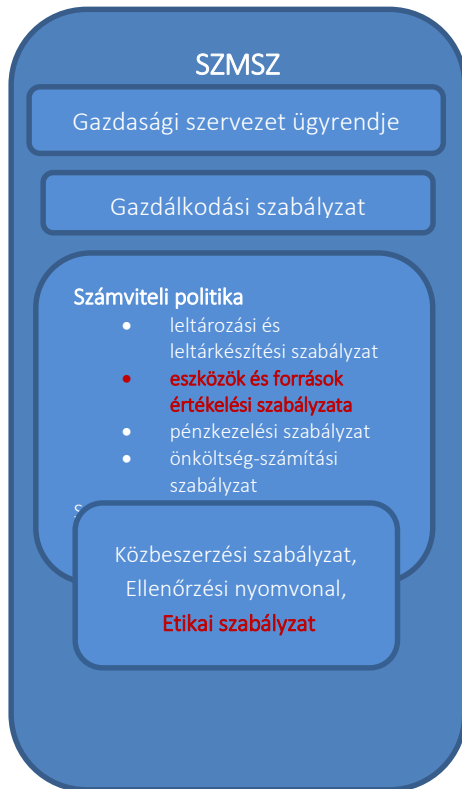 SZMSZ
Gazdasági szervezet ügyrendje
Gazdálkodási szabályzat
Számviteli politika
• leltározási és
leltárkészítési szabályzat
• eszközök és források
értékelési szabályzata
• pénzkezelési szabályzat
• önköltség-számítási
szabályzat
Közbeszerzési szabályzat,
Ellenőrzési nyomvonal,
Etikai szabályzat